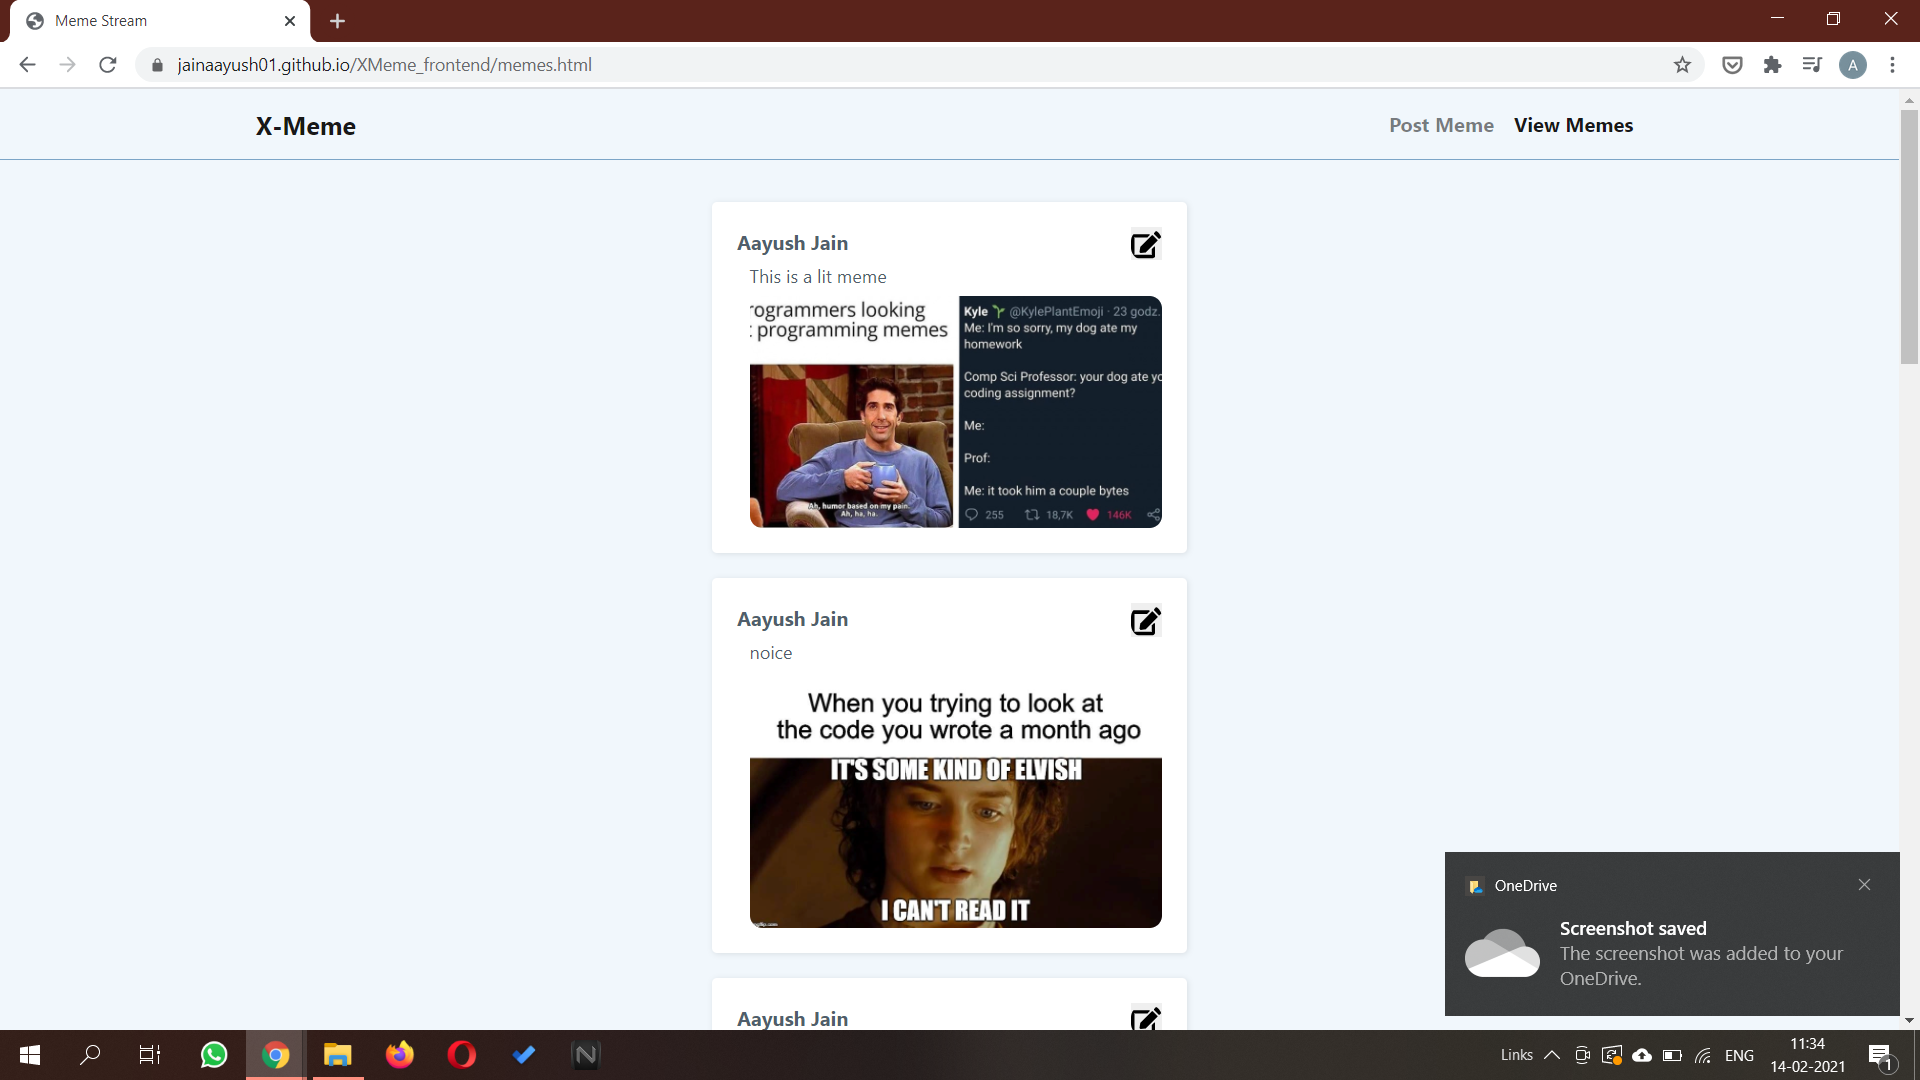 Meme Stream
jainaayush01.github.io/XMeme_frontend/memes.html
A
X-Meme
Post Meme View Memes
Aayush Jain
This is a lit meme
rogrammers looking
programming memes
Ah, humor based on my pain.
Ah, ha, ha.
Kyle @KylePlantEmoji · 23 godz.
Me: I'm so sorry, my dog ate my
homework
Comp Sci Professor: your dog ate yo
coding assignment?
Me:
Prof:
Me: it took him a couple bytes
255 18,7K 146K
Aayush Jain
noice
When you trying to look at
the code you wrote a month ago
IT'S SOME KIND OF ELVISH
I CAN'T READ IT
Aayush Jain
OneDrive
Screenshot saved
The screenshot was added to your
OneDrive.
Links
ENG
11:34
14-02-2021
1